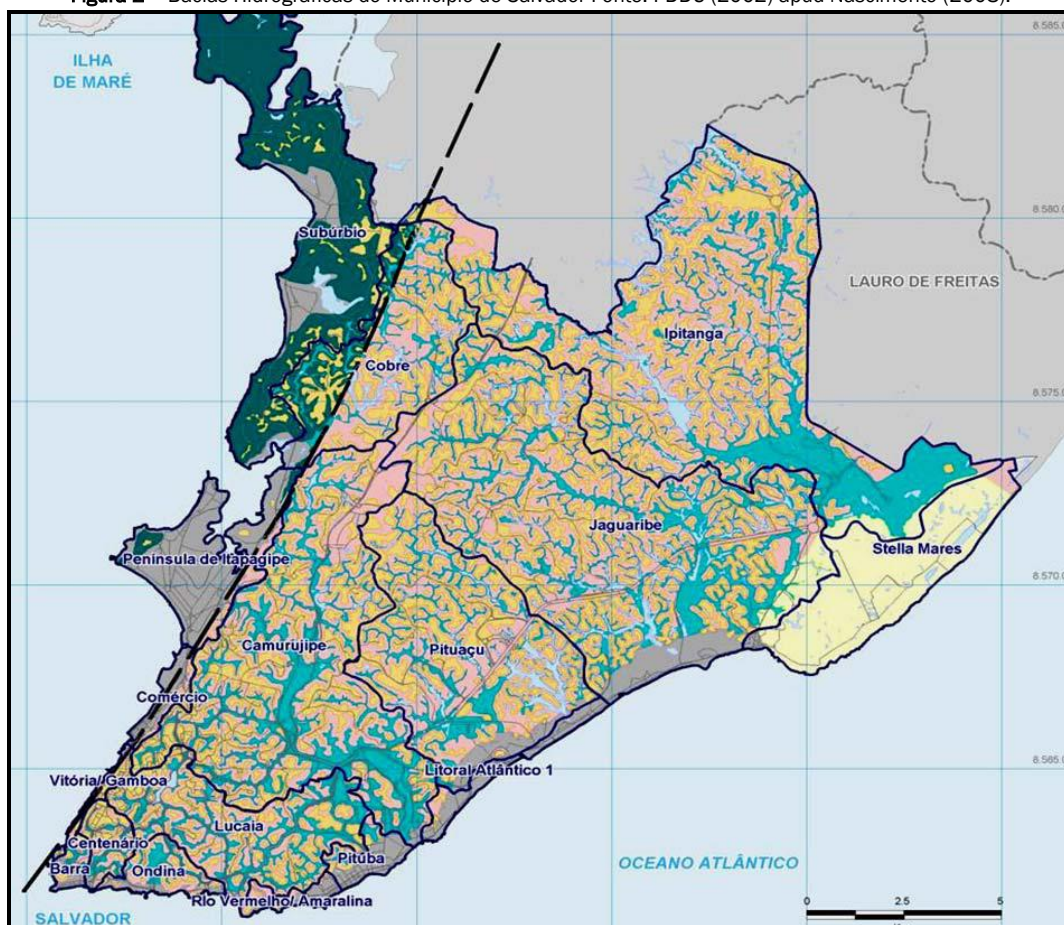 Figura 2 – Bacias Hidrográficas do Município de Salvador Fonte: PDDU (2002) apud Nascimento (2008).
ILHA
DE MARÉ
8.585.0
8.580.0
Subúrbio
LAURO DE FREITAS
Ipitanga
Cobre
8.575.0
Jaguaribe
Stella Mares
Península de Itapagipe
8.570.0
Camurujipe
Pituaçu
Comércio
8.565.0
Vitória/ Gamboa
Litoral Atlântico 1
Lucaia
Centenário
Pituba
Barra
Ondina
OCEANO ATLÂNTICO
Rio Vermelho/ Amaralina
0 2.5 5
SALVADOR